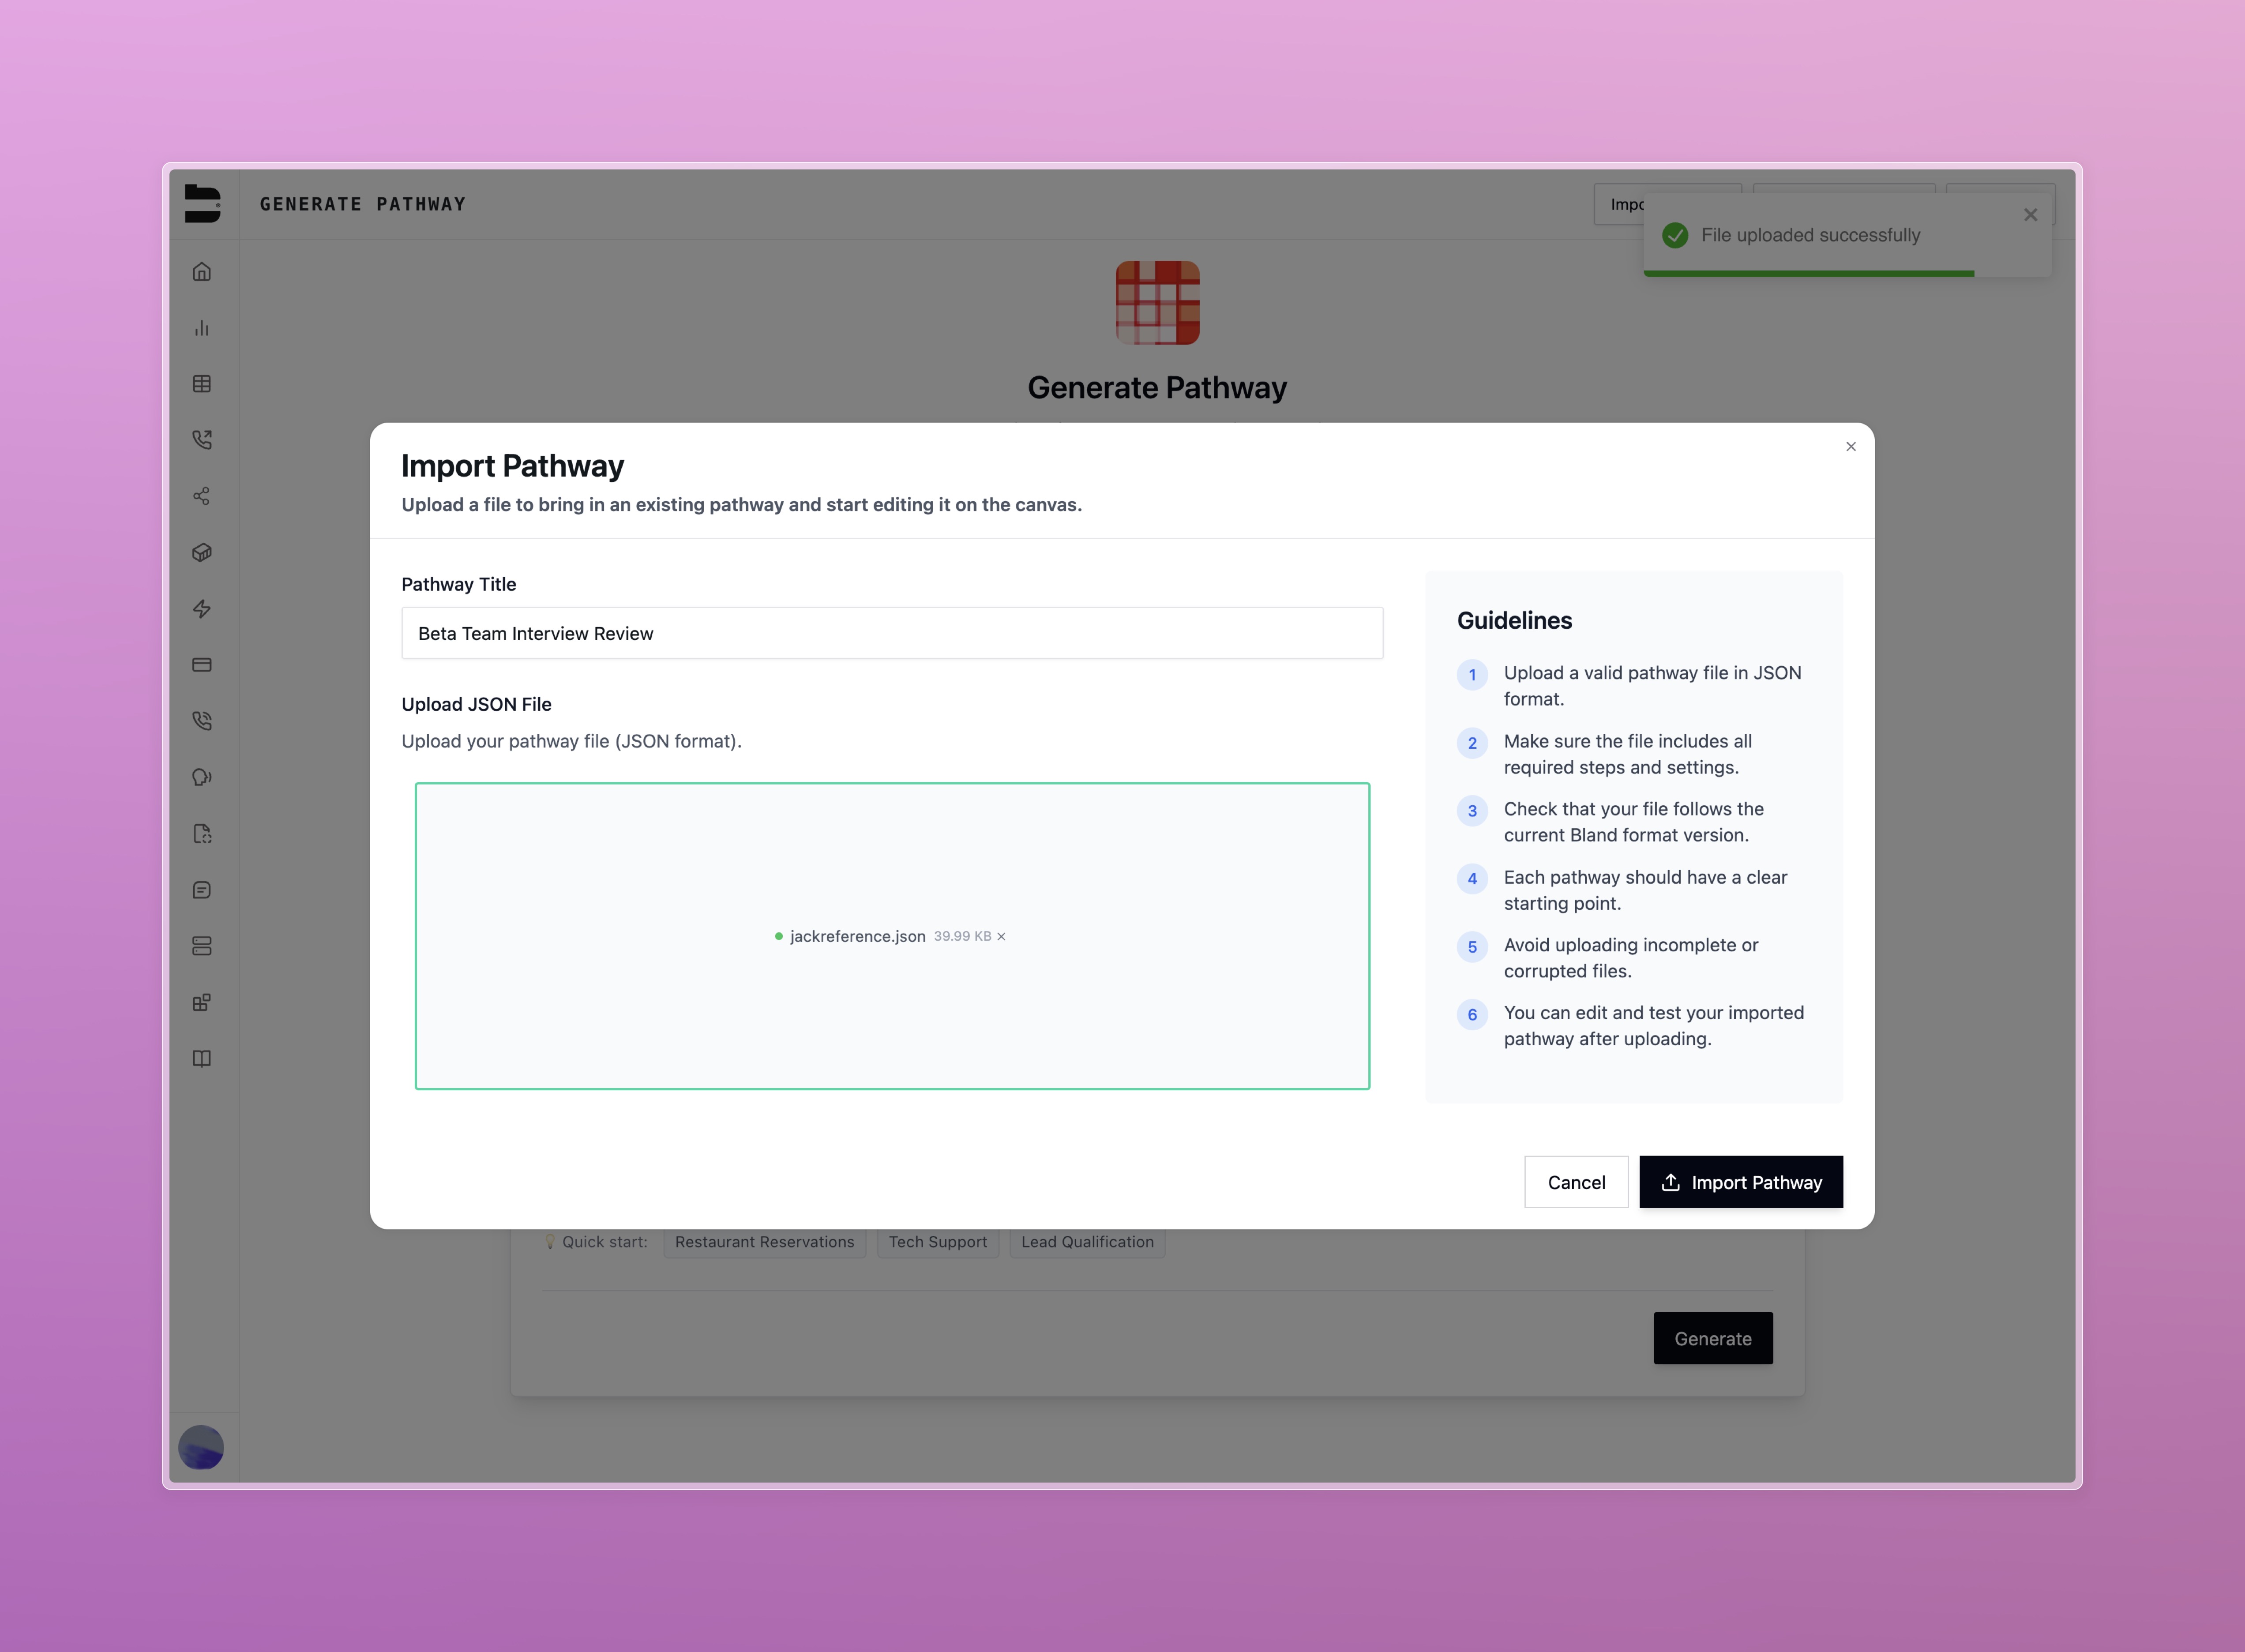 GENERATE PATHWAY
File uploaded successfully
Generate Pathway
Import Pathway
Upload a file to bring in an existing pathway and start editing it on the canvas.
Pathway Title
Beta Team Interview Review
Upload JSON File
Upload your pathway file (JSON format).
jackreference.json 39.99 KB
Guidelines
1 Upload a valid pathway file in JSON
format.
2 Make sure the file includes all
required steps and settings.
3 Check that your file follows the
current Bland format version.
4 Each pathway should have a clear
starting point.
5 Avoid uploading incomplete or
corrupted files.
6 You can edit and test your imported
pathway after uploading.
Cancel
Import Pathway
Quick start: Restaurant Reservations Tech Support Lead Qualification
Generate